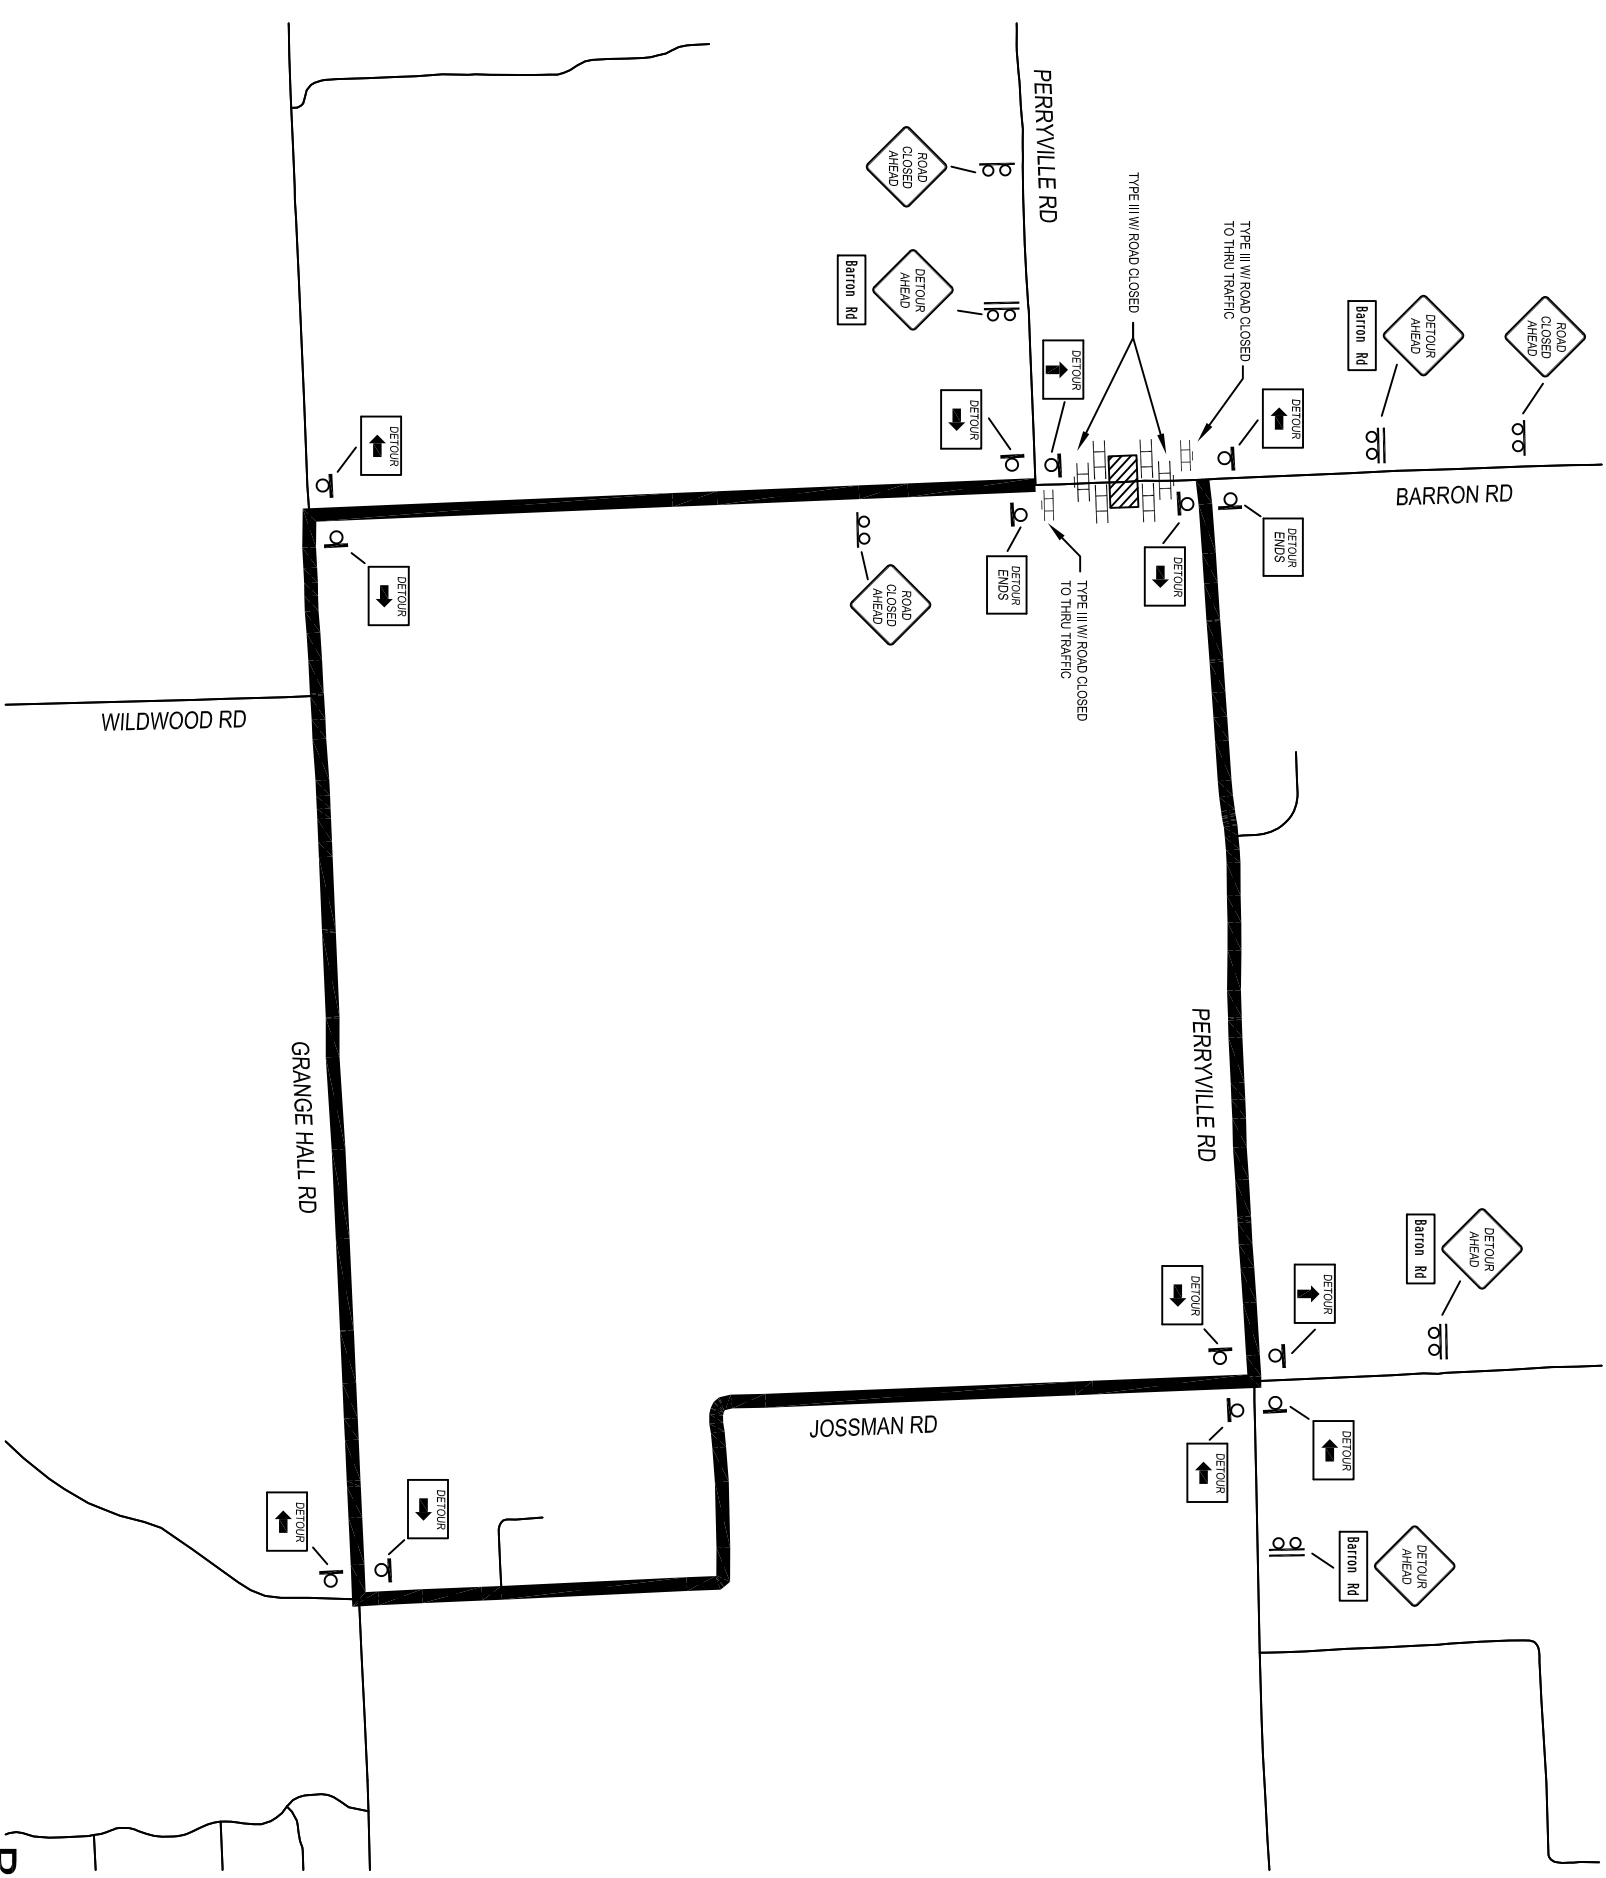 PERRYVILLE RD
ROAD
CLOSED
AHEAD
DETOUR
AHEAD
Barron Rd
TYPE III W/ ROAD CLOSED
TYPE III W/ ROAD CLOSED
TO THRU TRAFFIC
DETOUR
AHEAD
Barron Rd
ROAD
CLOSED
AHEAD
DETOUR
DETOUR
DETOUR
DETOUR
BARRON RD
DETOUR
ENDS
DETOUR
DETOUR
ENDS
TYPE III W/ ROAD CLOSED
TO THRU TRAFFIC
ROAD
CLOSED
AHEAD
DETOUR
WILDWOOD RD
GRANGE HALL RD
PERRYVILLE RD
DETOUR
AHEAD
Barron Rd
DETOUR
DETOUR
JOSSMAN RD
DETOUR
DETOUR
DETOUR
DETOUR
DETOUR
AHEAD
Barron Rd